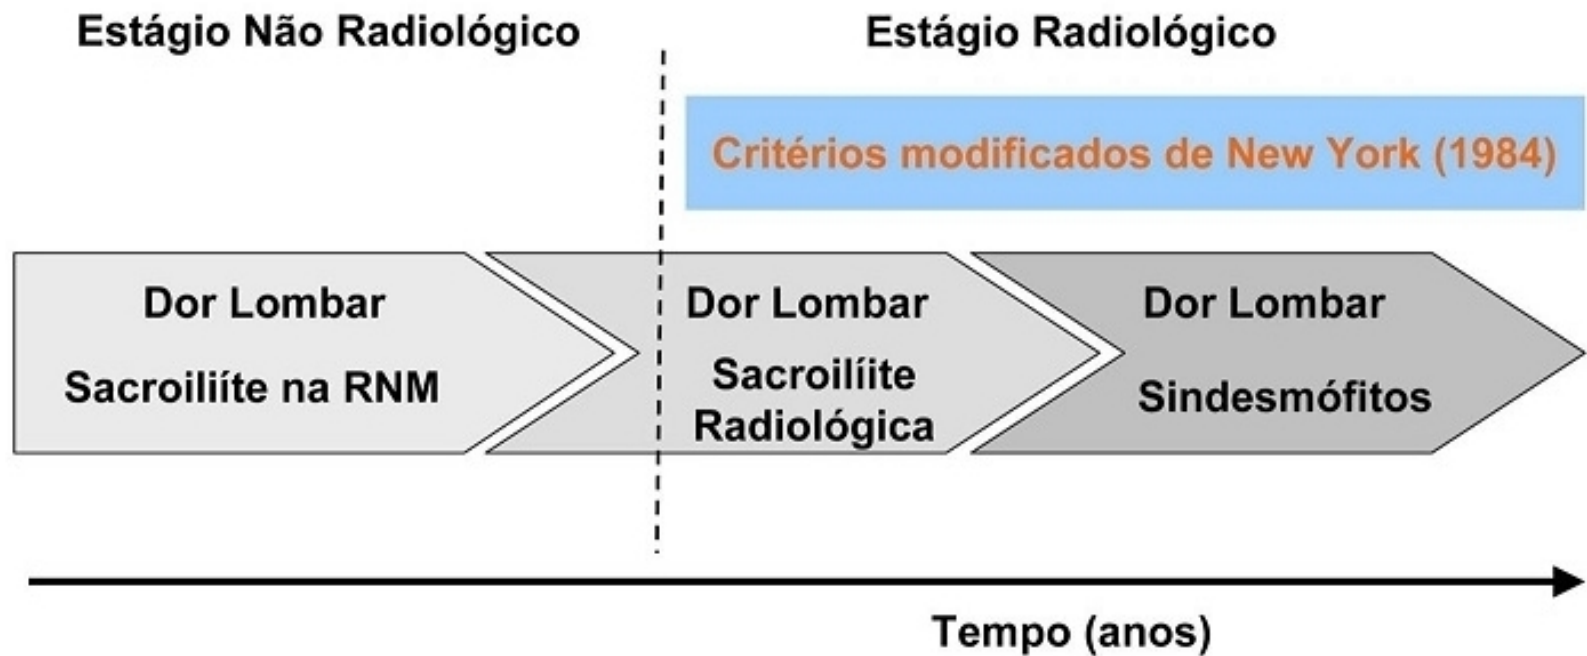 Estágio Não Radiológico
Estágio Radiológico
Critérios modificados de New York (1984)
Dor Lombar
Sacroiliíte na RNM
Dor Lombar
Sacroilíite
Radiológica
Dor Lombar
Sindesmófitos
Tempo (anos)